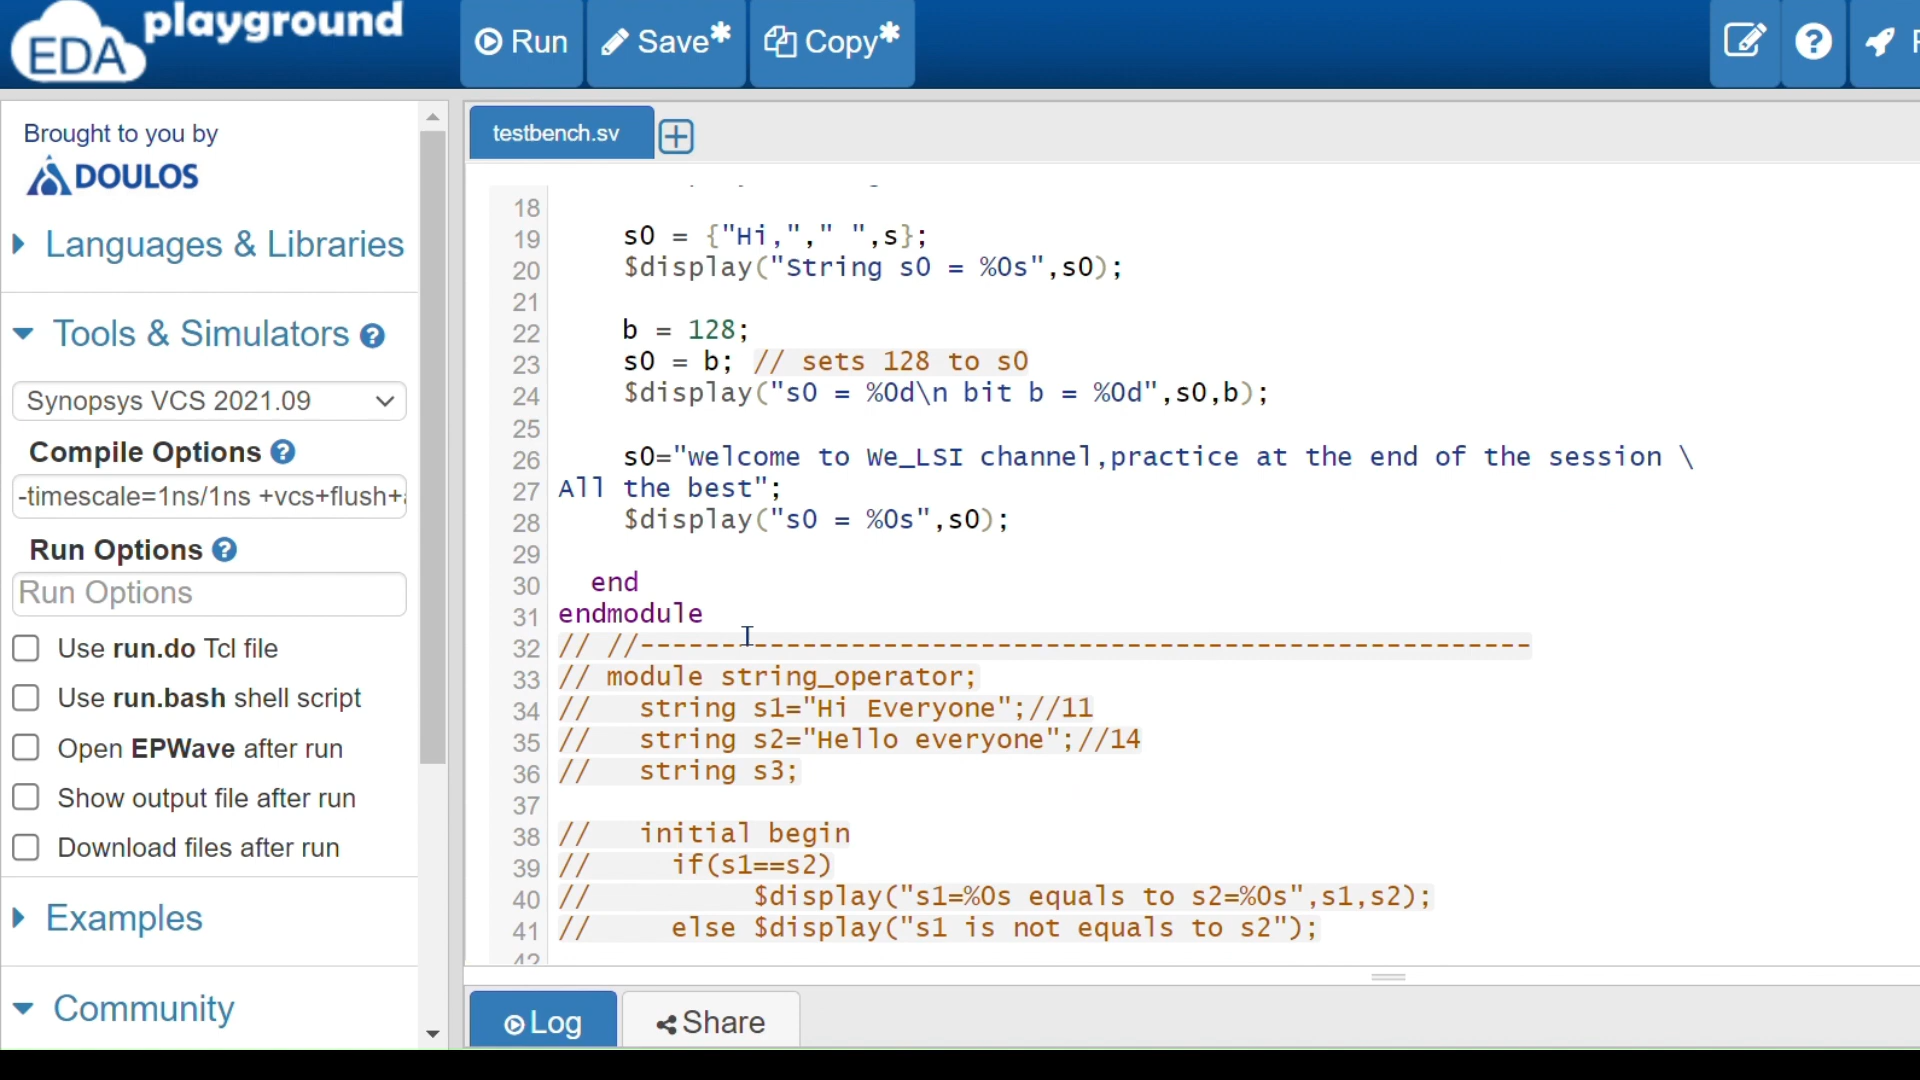 EDA playground
Run
Save*
Copy*
Brought to you by
DOULOS
Languages & Libraries
Tools & Simulators
Synopsys VCS 2021.09
Compile Options
-timescale=1ns/1ns +vcs+flush+
Run Options
Run Options
Use run.do Tcl file
Use run.bash shell script
Open EPWave after run
Show output file after run
Download files after run
Examples
Community
testbench.sv
18
19 s0 = {"Hi,"," ",s};
20 $display("String s0 = %0s",s0);
21
22 b = 128;
23 s0 = b; // sets 128 to s0
24 $display("s0 = %0d\n bit b = %0d",s0,b);
25
26 s0="welcome to We_LSI channel,practice at the end of the session \
27 All the best";
28 $display("s0 = %0s",s0);
29
30 end
31 endmodule
32 // //-------------------------------------------------------
33 // module string_operator;
34 // string s1="Hi Everyone";//11
35 // string s2="Hello everyone";//14
36 // string s3;
37
38 // initial begin
39 // if(s1==s2)
40 // $display("s1=%0s equals to s2=%0s",s1,s2);
41 // else $display("s1 is not equals to s2");
42
Log
Share